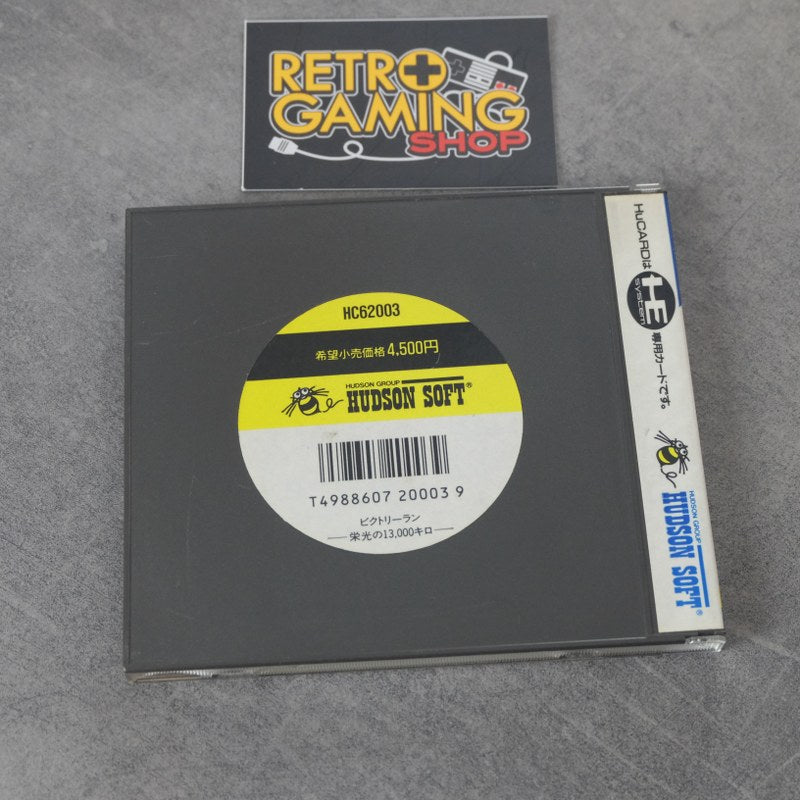 RETRO
GAMING
SHOP
HC62003
希望小売価格4,500円
HUDSON GROUP
HUDSON SOFT®
T4988607 20003 9
ビクトリーラン
栄光の13,000キロ
HuCARDは
HE
system
専用カードです。
HUDSON GROUP
HUDSON SOFT®